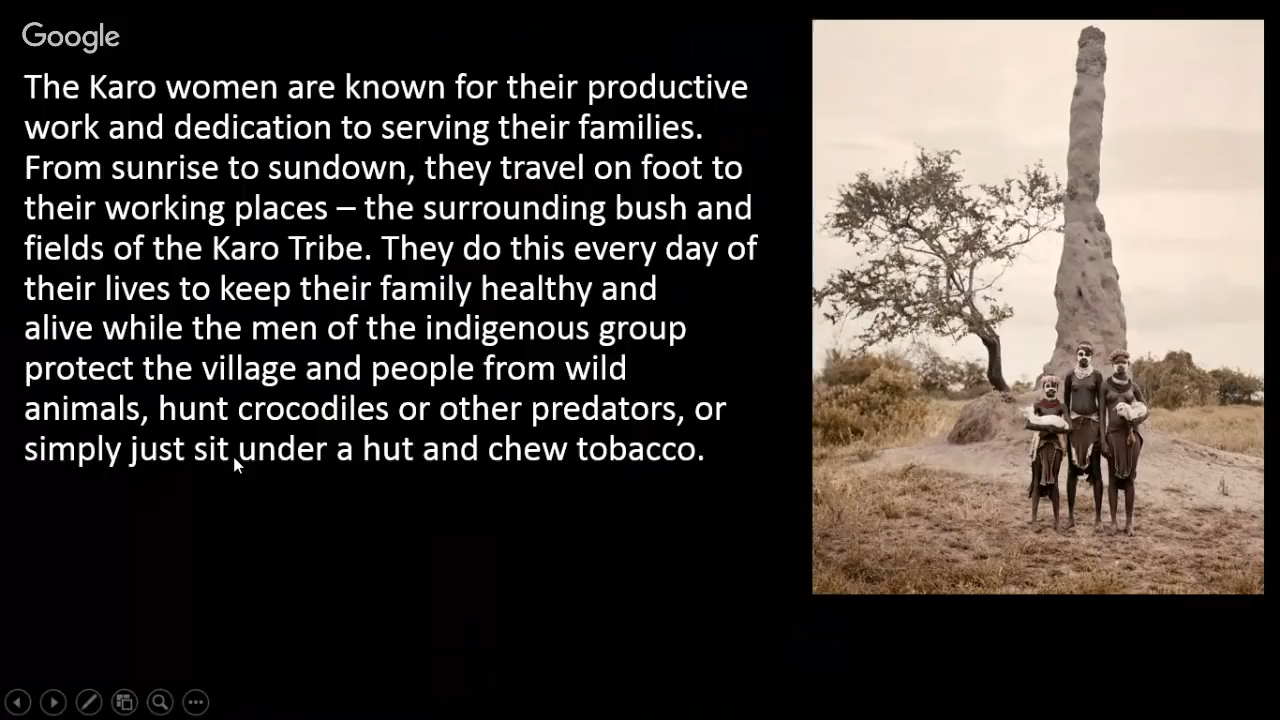 Google
The Karo women are known for their productive
work and dedication to serving their families.
From sunrise to sundown, they travel on foot to
their working places – the surrounding bush and
fields of the Karo Tribe. They do this every day of
their lives to keep their family healthy and
alive while the men of the indigenous group
protect the village and people from wild
animals, hunt crocodiles or other predators, or
simply just sit under a hut and chew tobacco.